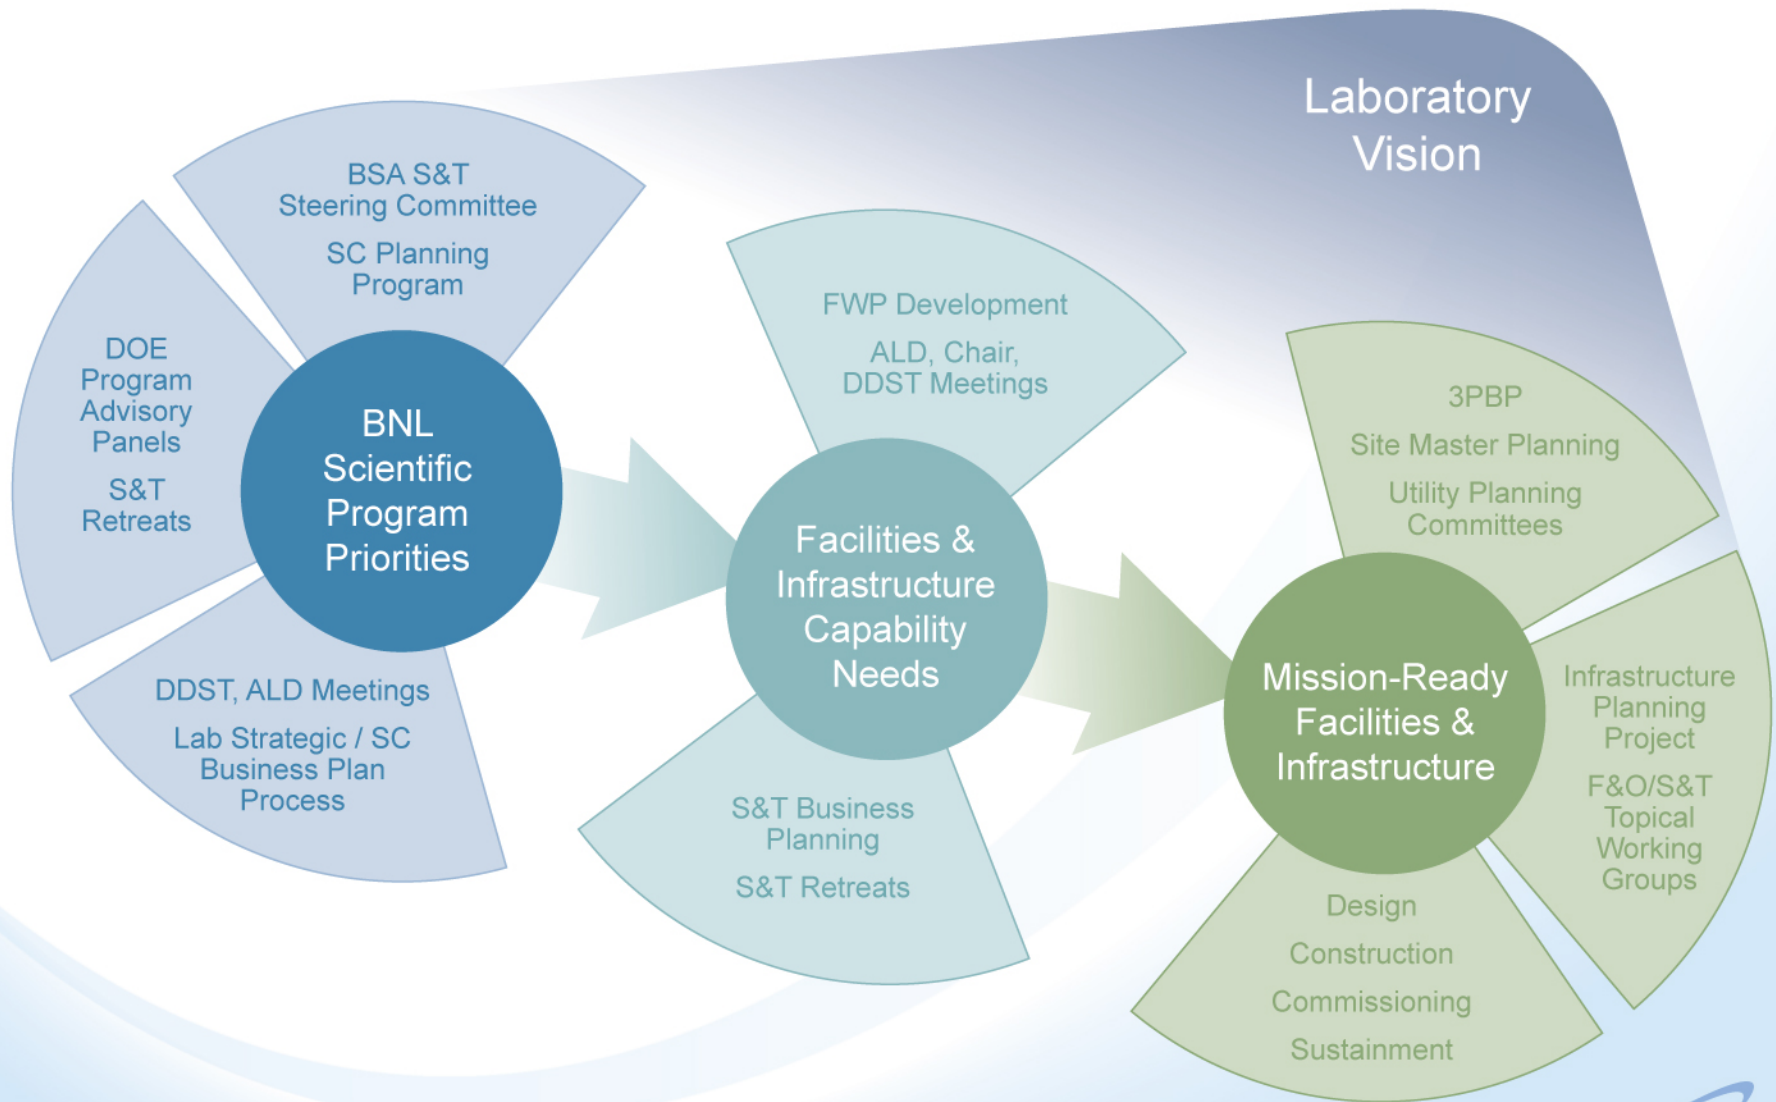 Laboratory
Vision
BSA S&T
Steering Committee
SC Planning
Program
DOE
Program
Advisory
Panels
S&T
Retreats
BNL
Scientific
Program
Priorities
DDST, ALD Meetings
Lab Strategic / SC
Business Plan
Process
FWP Development
ALD, Chair,
DDST Meetings
Facilities &
Infrastructure
Capability
Needs
S&T Business
Planning
S&T Retreats
3PBP
Site Master Planning
Utility Planning
Committees
Mission-Ready
Facilities &
Infrastructure
Infrastructure
Planning
Project
F&O/S&T
Topical
Working
Groups
Design
Construction
Commissioning
Sustainment